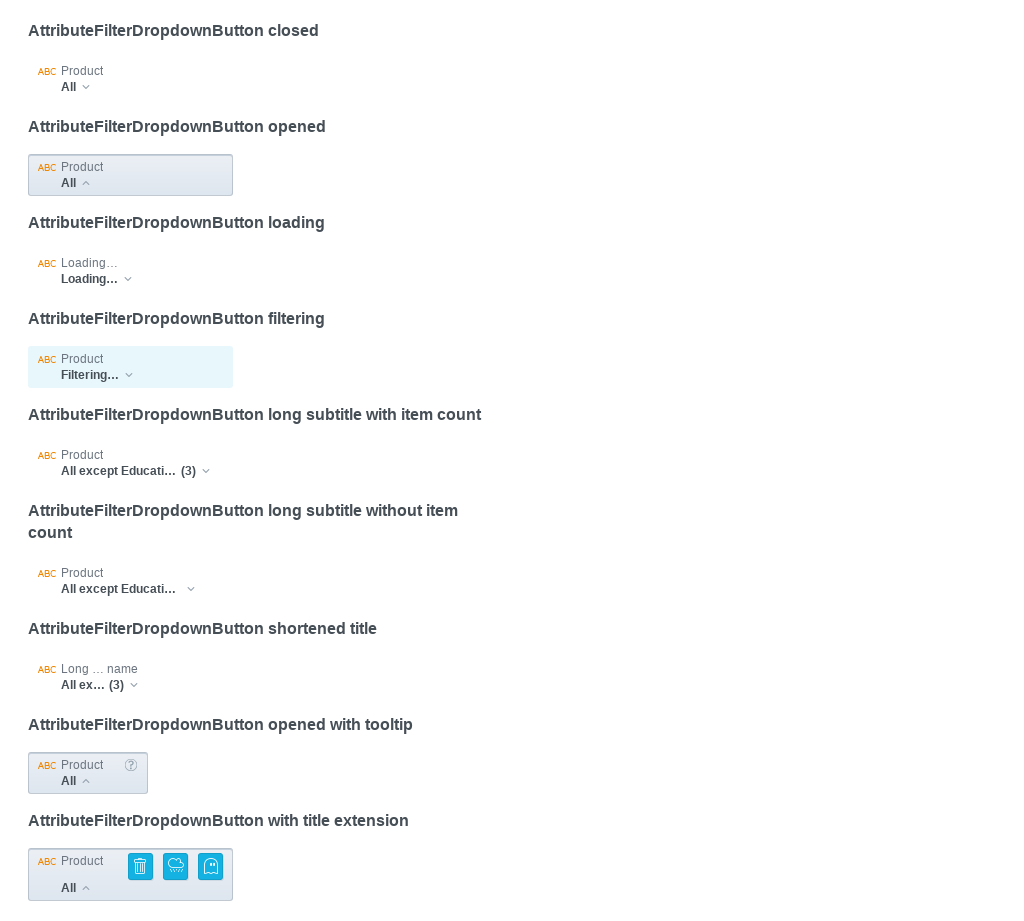 AttributeFilterDropdownButton closed
ABC Product
All
AttributeFilterDropdownButton opened
ABC Product
All
AttributeFilterDropdownButton loading
ABC Loading…
Loading…
AttributeFilterDropdownButton filtering
ABC Product
Filtering…
AttributeFilterDropdownButton long subtitle with item count
ABC Product
All except Educati… (3)
AttributeFilterDropdownButton long subtitle without item
count
ABC Product
All except Educati…
AttributeFilterDropdownButton shortened title
ABC Long … name
All ex… (3)
AttributeFilterDropdownButton opened with tooltip
ABC Product ?
All
AttributeFilterDropdownButton with title extension
ABC Product
All